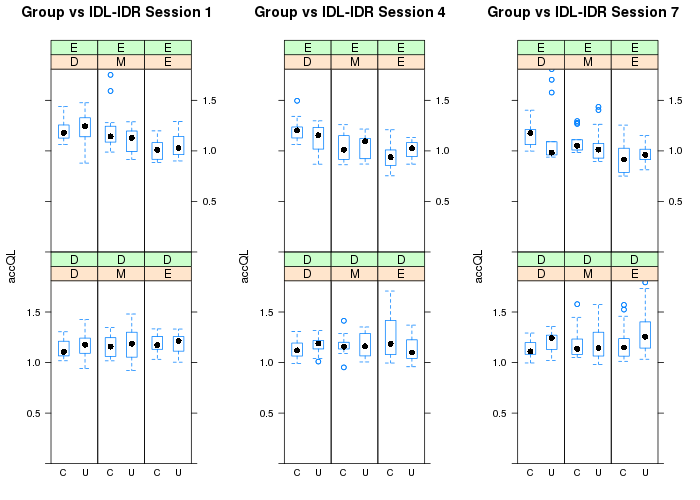 Group vs IDL-IDR Session 1
E E E
D M E
1.5
1.0
0.5
accQL
D D D
D M E
1.5
1.0
0.5
C U C U C U
Group vs IDL-IDR Session 4
E E E
D M E
1.5
1.0
0.5
accQL
D D D
D M E
1.5
1.0
0.5
C U C U C U
Group vs IDL-IDR Session 7
E E E
D M E
1.5
1.0
0.5
accQL
D D D
D M E
1.5
1.0
0.5
C U C U C U